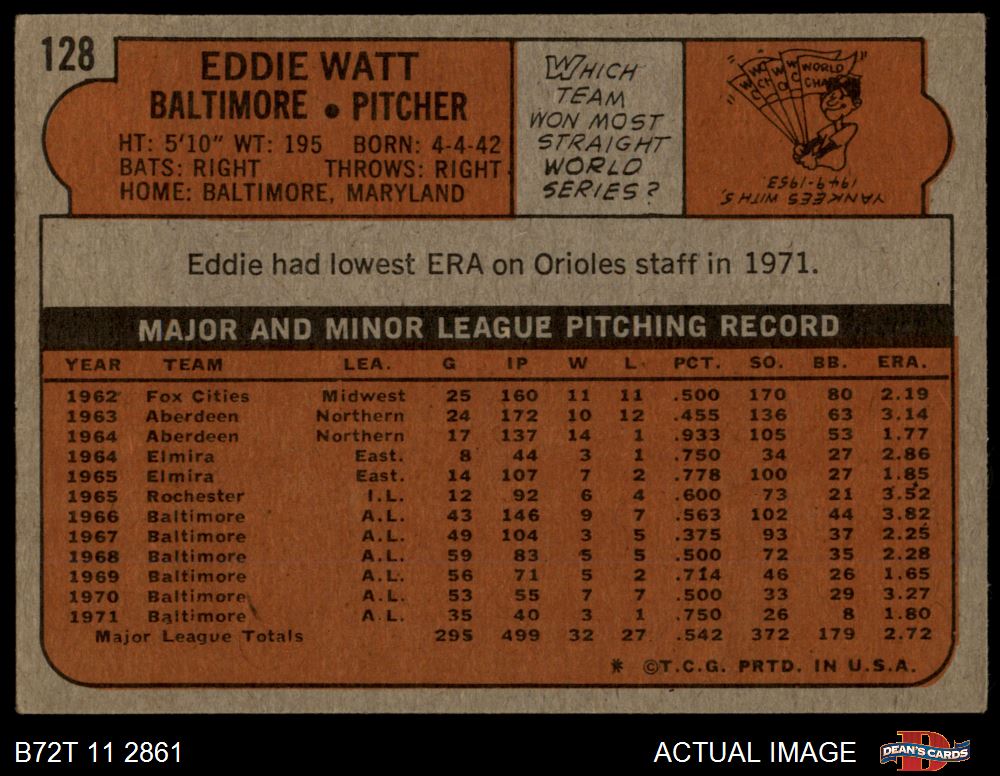 128
EDDIE WATT
BALTIMORE • PITCHER
HT: 5'10" WT: 195 BORN: 4-4-42
BATS: RIGHT THROWS: RIGHT
HOME: BALTIMORE, MARYLAND
WHICH
TEAM
WON MOST
STRAIGHT
WORLD
SERIES?
WORLD
CHA
YANKEES WITH 5,
1949-1953.
Eddie had lowest ERA on Orioles staff in 1971.
MAJOR AND MINOR LEAGUE PITCHING RECORD
YEAR TEAM LEA. G IP W L PCT. SO. BB. ERA.
1962 Fox Cities Midwest 25 160 11 11 .500 170 80 2.19
1963 Aberdeen Northern 24 172 10 12 .455 136 63 3.14
1964 Aberdeen Northern 17 137 14 1 .933 105 53 1.77
1964 Elmira East. 8 44 3 1 .750 34 27 2.86
1965 Elmira East. 14 107 7 2 .778 100 27 1.85
1965 Rochester I.L. 12 92 6 4 .600 73 21 3.52
1966 Baltimore A.L. 43 146 9 7 .563 102 44 3.82
1967 Baltimore A.L. 49 104 3 5 .375 93 37 2.25
1968 Baltimore A.L. 59 83 5 5 .500 72 35 2.28
1969 Baltimore A.L. 56 71 5 2 .714 46 26 1.65
1970 Baltimore A.L. 53 55 7 7 .500 33 29 3.27
1971 Baltimore A.L. 35 40 3 1 .750 26 8 1.80
Major League Totals 295 499 32 27 .542 372 179 2.72
* ©T.C.G. PRTD. IN U.S.A.
B72T 11 2861
ACTUAL IMAGE
DEAN'S CARDS